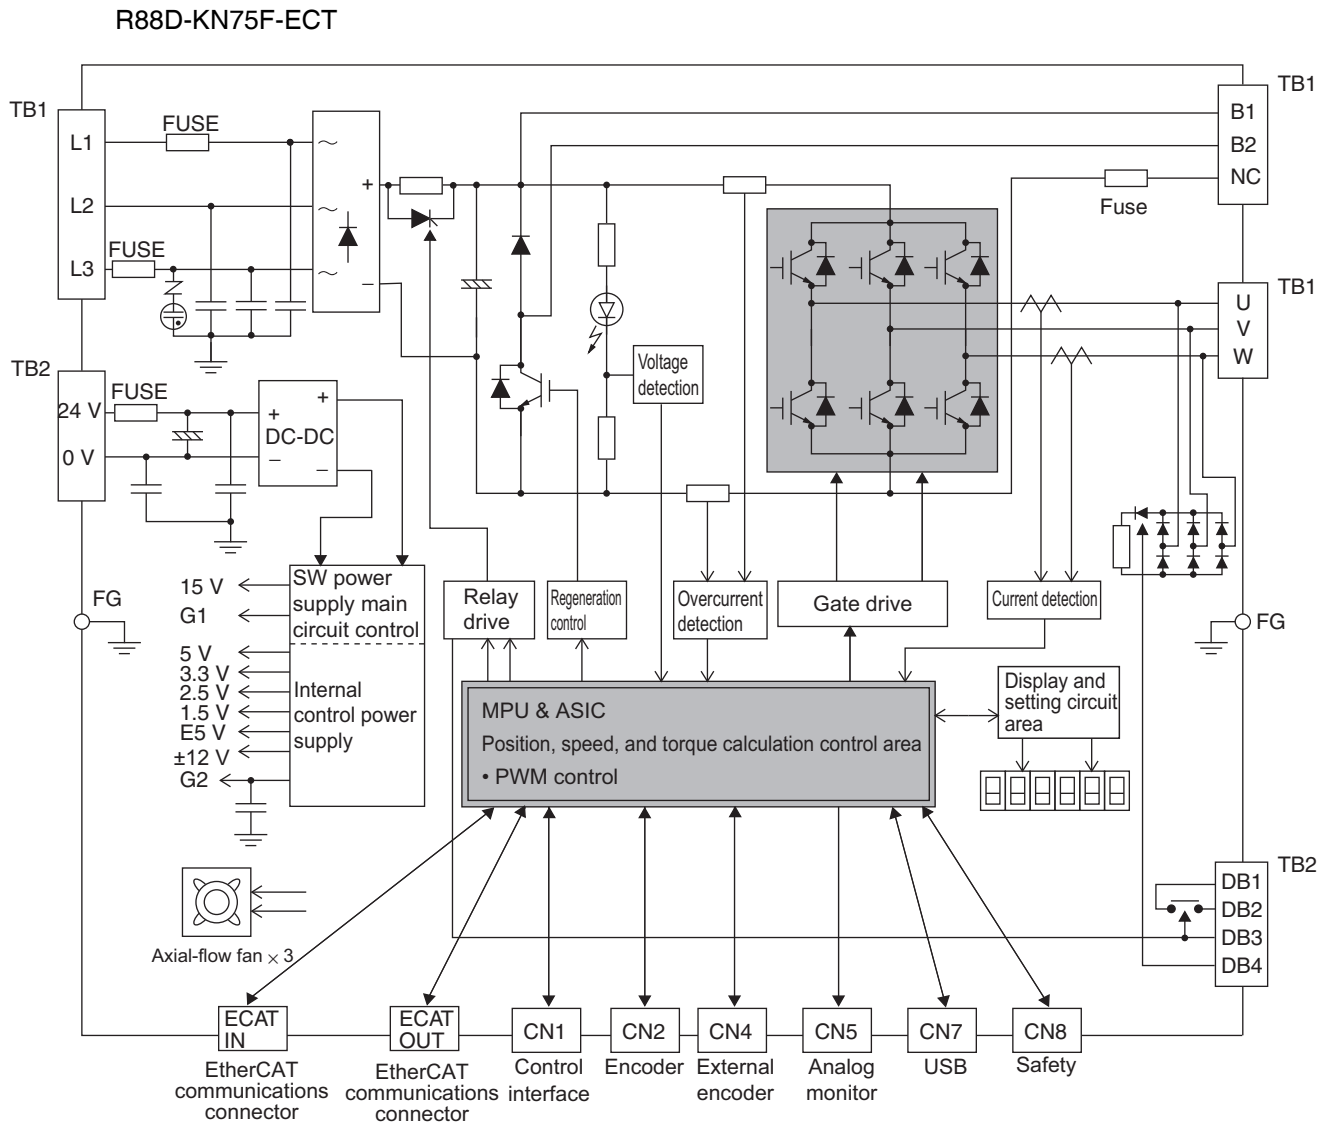 R88D-KN75F-ECT
TB1
L1
L2
L3
FUSE
FUSE
~
~
~
+
−
TB1
B1
B2
NC
Fuse
TB1
U
V
W
TB2
24 V
0 V
FUSE
+
−
DC-DC
+
−
Voltage
detection
FG
FG
15 V
G1
5 V
3.3 V
2.5 V
1.5 V
E5 V
±12 V
G2
SW power
supply main
circuit control
Internal
control power
supply
Relay
drive
Regeneration
control
Overcurrent
detection
Gate drive
Current detection
MPU & ASIC
Position, speed, and torque calculation control area
• PWM control
Display and
setting circuit
area
Axial-flow fan × 3
TB2
DB1
DB2
DB3
DB4
ECAT
IN
EtherCAT
communications
connector
ECAT
OUT
EtherCAT
communications
connector
CN1
Control
interface
CN2
Encoder
CN4
External
encoder
CN5
Analog
monitor
CN7
USB
CN8
Safety